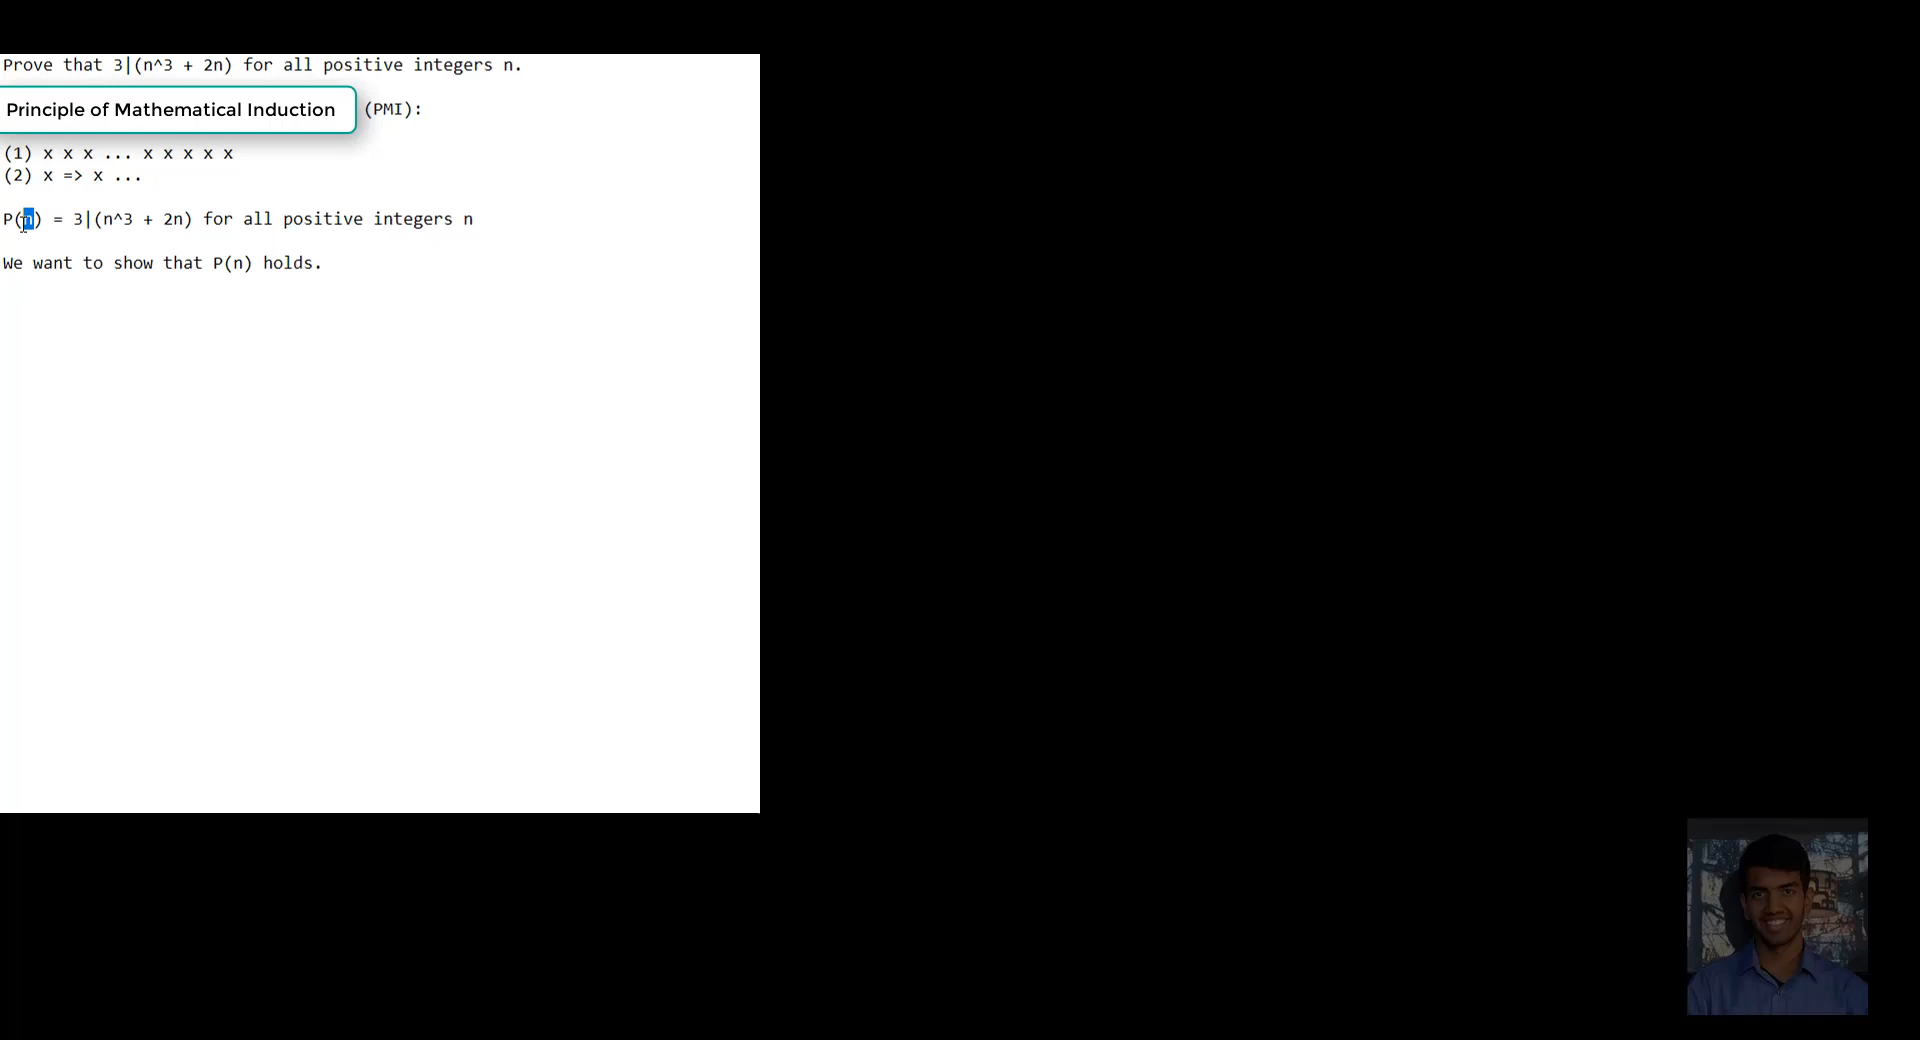 Prove that 3|(n^3 + 2n) for all positive integers n.
Principle of Mathematical Induction (PMI):
(1) x x x ... x x x x x
(2) x => x ...
P(n) = 3|(n^3 + 2n) for all positive integers n
We want to show that P(n) holds.